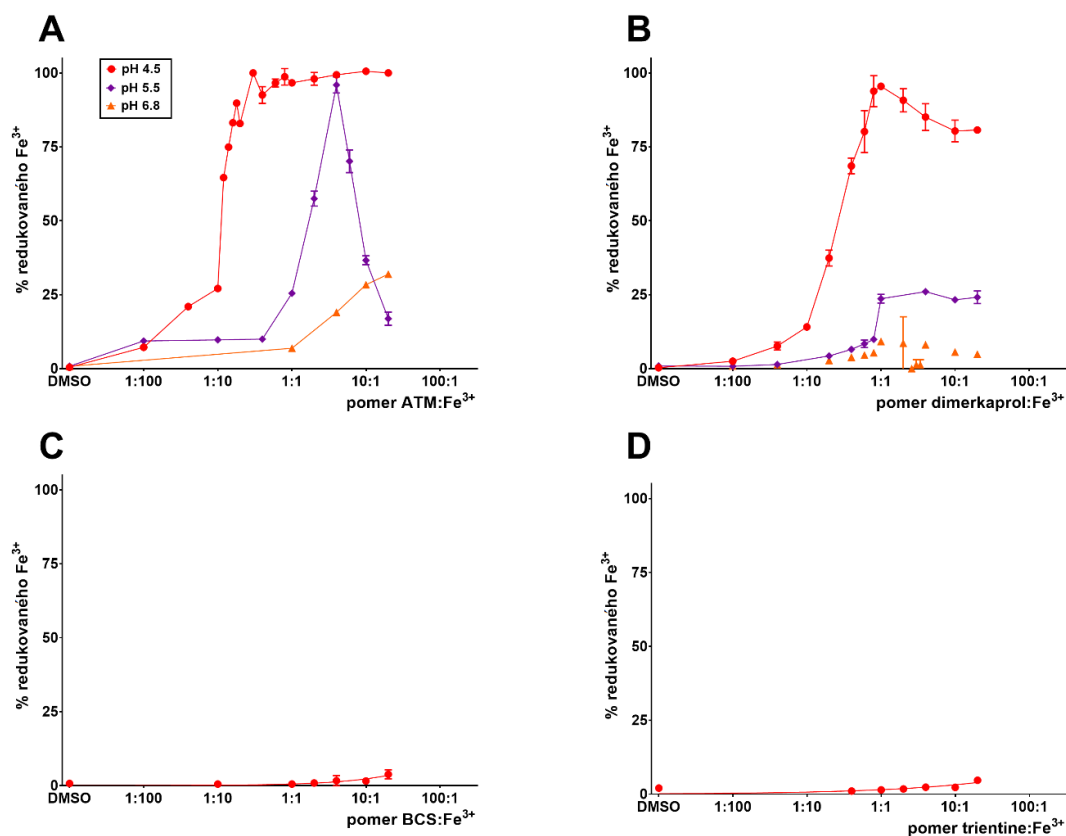 A
pH 4.5
pH 5.5
pH 6.8
% redukovaného Fe³⁺
100
75
50
25
0
DMSO 1:100 1:10 1:1 10:1 100:1
pomer ATM:Fe³⁺
B
% redukovaného Fe³⁺
100
75
50
25
0
DMSO 1:100 1:10 1:1 10:1 100:1
pomer dimerkaprol:Fe³⁺
C
% redukovaného Fe³⁺
100
75
50
25
0
DMSO 1:100 1:10 1:1 10:1 100:1
pomer BCS:Fe³⁺
D
% redukovaného Fe³⁺
100
75
50
25
0
DMSO 1:100 1:10 1:1 10:1 100:1
pomer trientine:Fe³⁺